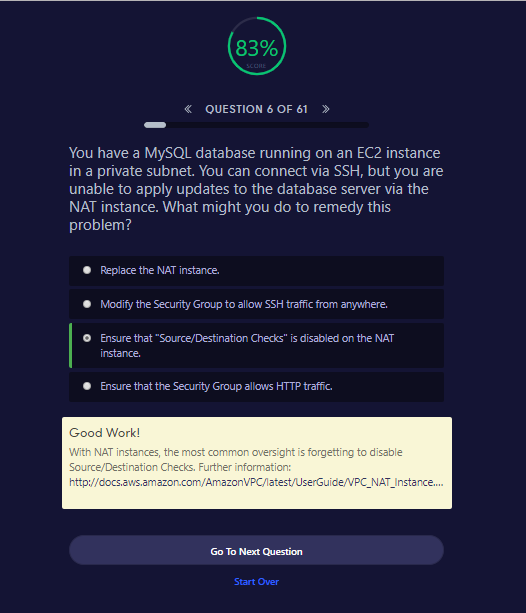 83%
SCORE
« QUESTION 6 OF 61 »
You have a MySQL database running on an EC2 instance
in a private subnet. You can connect via SSH, but you are
unable to apply updates to the database server via the
NAT instance. What might you do to remedy this
problem?
Replace the NAT instance.
Modify the Security Group to allow SSH traffic from anywhere.
Ensure that "Source/Destination Checks" is disabled on the NAT
instance.
Ensure that the Security Group allows HTTP traffic.
Good Work!
With NAT instances, the most common oversight is forgetting to disable
Source/Destination Checks. Further information:
http://docs.aws.amazon.com/AmazonVPC/latest/UserGuide/VPC_NAT_Instance....
Go To Next Question
Start Over